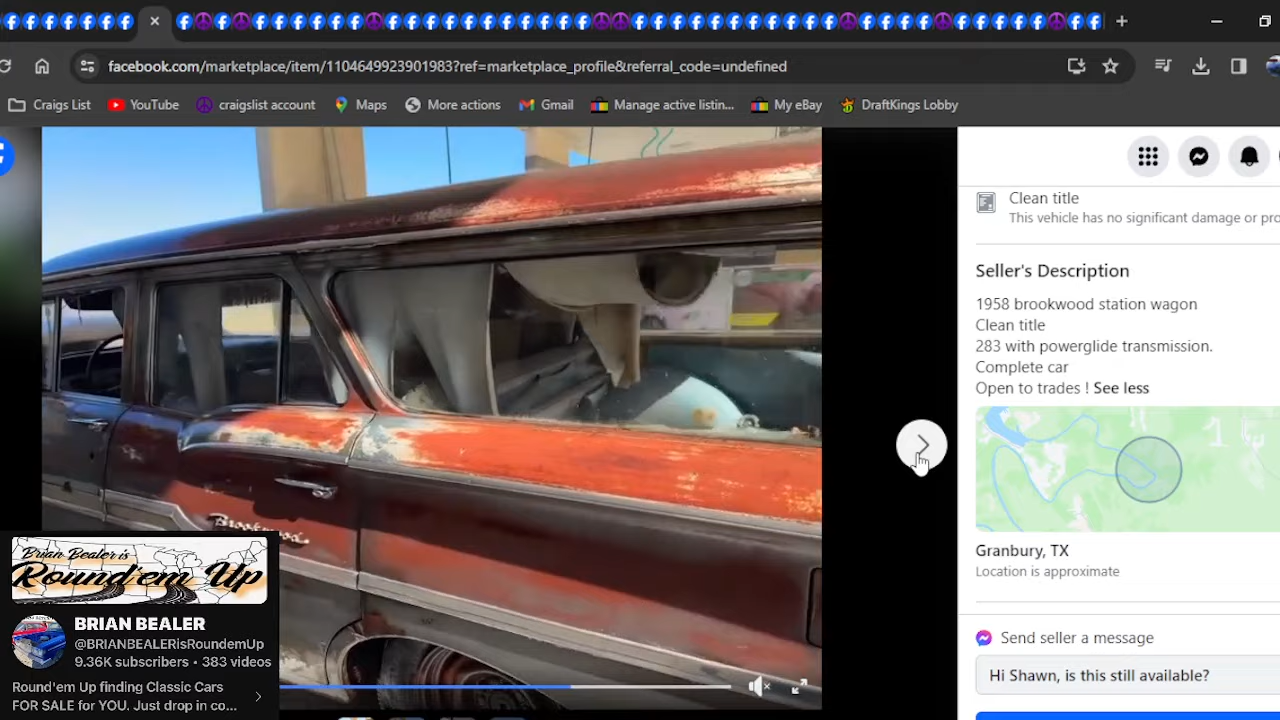 facebook.com/marketplace/item/1104649923901983?ref=marketplace_profile&referral_code=undefined
Craigs List
YouTube
craigslist account
Maps
More actions
Gmail
Manage active listin...
My eBay
DraftKings Lobby
Clean title
This vehicle has no significant damage or pro
Seller's Description
1958 brookwood station wagon
Clean title
283 with powerglide transmission.
Complete car
Open to trades ! See less
Granbury, TX
Location is approximate
Send seller a message
Hi Shawn, is this still available?
Brookwood
Brian Bealer is
Round'em Up
BRIAN BEALER
@BRIANBEALERisRoundemUp
9.36K subscribers • 383 videos
Round'em Up finding Classic Cars
FOR SALE for YOU. Just drop in co...